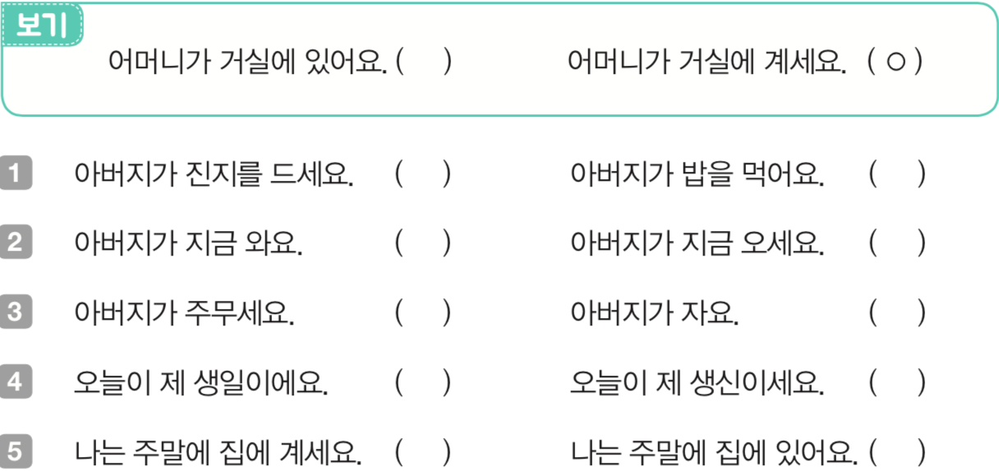 보기
어머니가 거실에 있어요. ( ) 어머니가 거실에 계세요. ( ○ )
1 아버지가 진지를 드세요. ( ) 아버지가 밥을 먹어요. ( )
2 아버지가 지금 와요. ( ) 아버지가 지금 오세요. ( )
3 아버지가 주무세요. ( ) 아버지가 자요. ( )
4 오늘이 제 생일이에요. ( ) 오늘이 제 생신이세요. ( )
5 나는 주말에 집에 계세요. ( ) 나는 주말에 집에 있어요. ( )